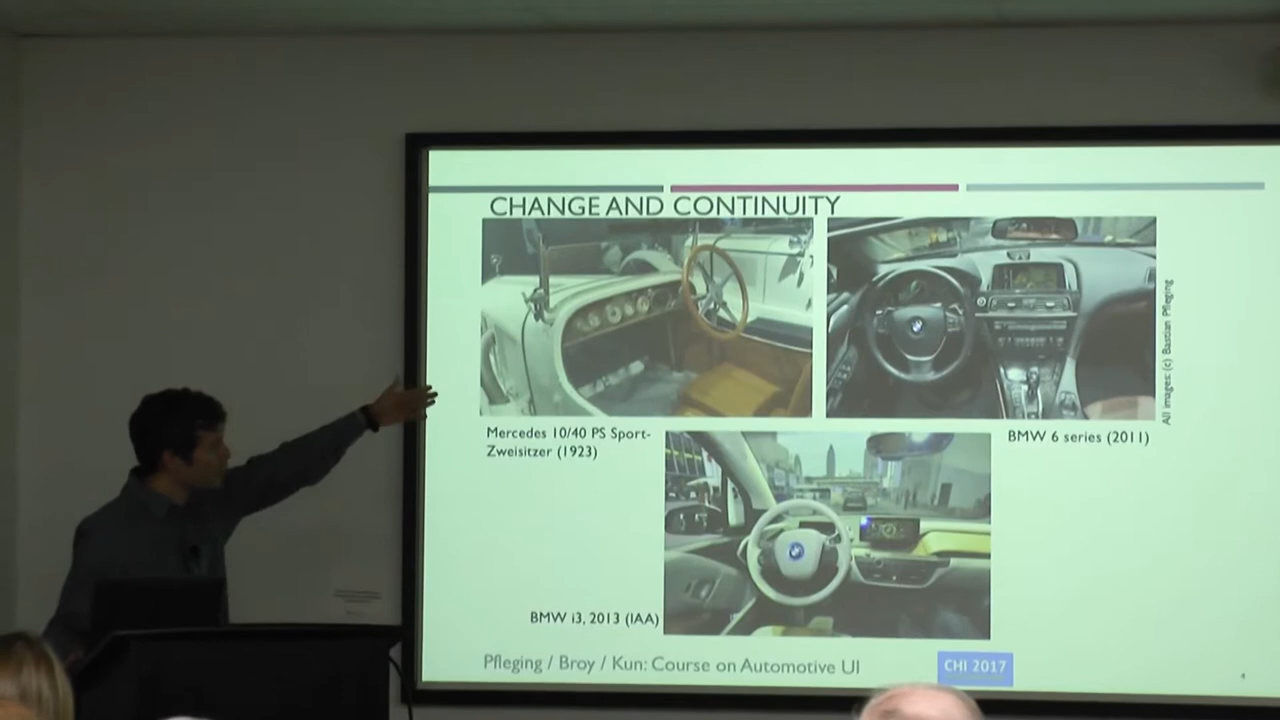 CHANGE AND CONTINUITY
All images: (c) Bastian Pfleging
Mercedes 10/40 PS Sport-
Zweisitzer (1923)
BMW 6 series (2011)
BMW i3, 2013 (IAA)
Pfleging / Broy / Kun: Course on Automotive UI
CHI 2017
4